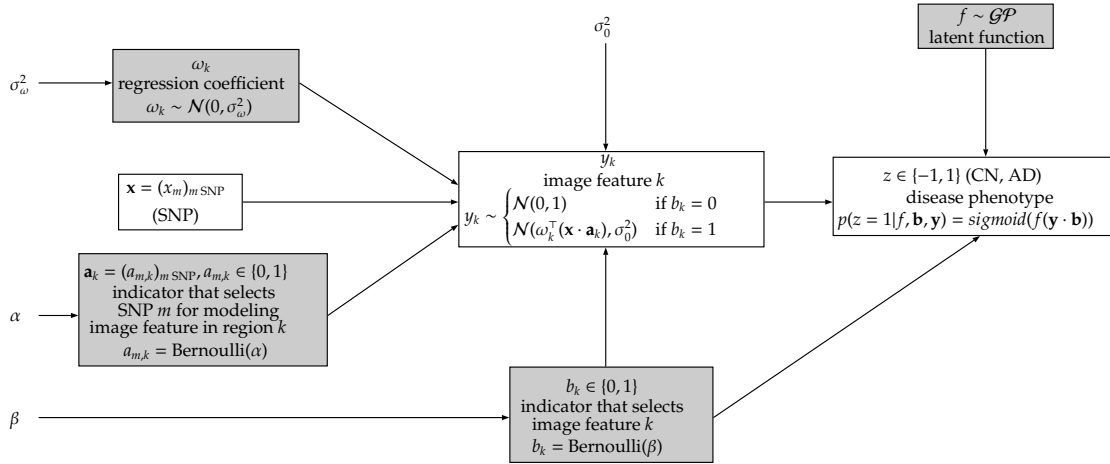 f ∼ 𝒢𝒫
latent function
σ₀²
σ_ω²
ω_k
regression coefficient
ω_k ∼ 𝒩(0, σ_ω²)
𝐱 = (x_m)_{m SNP}
(SNP)
y_k
image feature k
y_k ∼ { 𝒩(0, 1) if b_k = 0
𝒩(ω_k^⊤(𝐱 · 𝐚_k), σ₀²) if b_k = 1
z ∈ {−1, 1} (CN, AD)
disease phenotype
p(z = 1|f, 𝐛, 𝐲) = sigmoid(f(𝐲 · 𝐛))
α
𝐚_k = (a_{m,k})_{m SNP}, a_{m,k} ∈ {0, 1}
indicator that selects
SNP m for modeling
image feature in region k
a_{m,k} = Bernoulli(α)
β
b_k ∈ {0, 1}
indicator that selects
image feature k
b_k = Bernoulli(β)